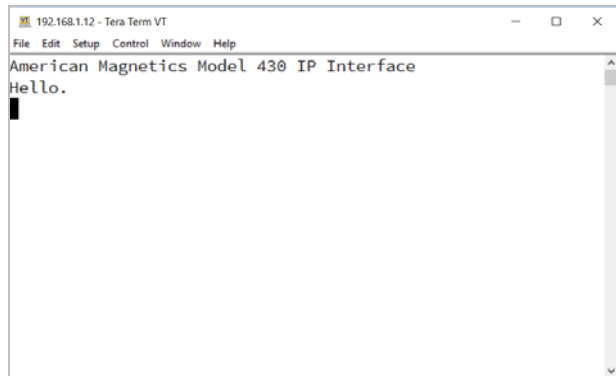 192.168.1.12 - Tera Term VT
File Edit Setup Control Window Help
American Magnetics Model 430 IP Interface
Hello.